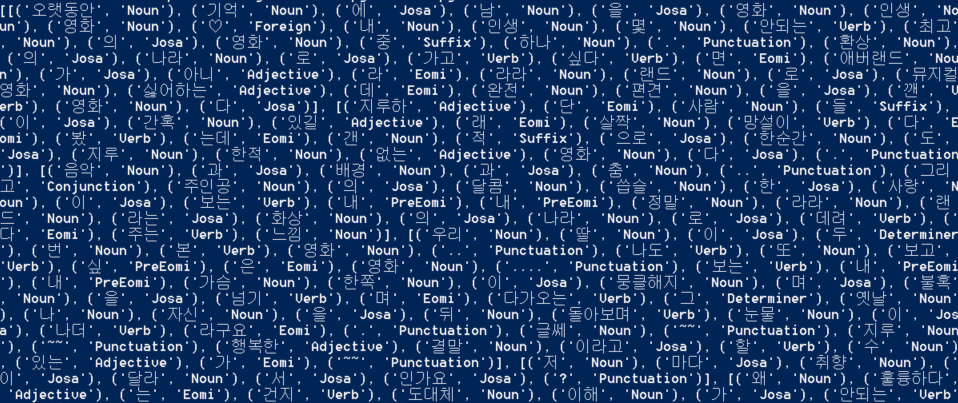 [[('오랫동안', 'Noun'), ('기억', 'Noun'), ('에', 'Josa'), ('남', 'Noun'), ('을', 'Josa'), ('영화', 'Noun'), ('인생', 'No
un'), ('영화', 'Noun'), ('♡', 'Foreign'), ('내', 'Noun'), ('인생', 'Noun'), ('몇', 'Noun'), ('안되는', 'Verb'), ('최고
'Noun'), ('의', 'Josa'), ('영화', 'Noun'), ('중', 'Suffix'), ('하나', 'Noun'), ('.', 'Punctuation'), ('환상', 'Noun'),
('의', 'Josa'), ('나라', 'Noun'), ('로', 'Josa'), ('가고', 'Verb'), ('싶다', 'Verb'), ('면', 'Eomi'), ('애버랜드', 'Noun
n'), ('가', 'Josa'), ('아니', 'Adjective'), ('라', 'Eomi'), ('라라', 'Noun'), ('랜드', 'Noun'), ('로', 'Josa'), ('뮤지컬
영화', 'Noun'), ('싫어하는', 'Adjective'), ('데', 'Eomi'), ('완전', 'Noun'), ('편견', 'Noun'), ('을', 'Josa'), ('깬', 'V
erb'), ('영화', 'Noun'), ('다', 'Josa')], [('지루하', 'Adjective'), ('단', 'Eomi'), ('사람', 'Noun'), ('들', 'Suffix'),
('이', 'Josa'), ('간혹', 'Noun'), ('있길', 'Adjective'), ('래', 'Eomi'), ('살짝', 'Noun'), ('망설이', 'Verb'), ('다', 'E
omi'), ('봤', 'Verb'), ('는데', 'Eomi'), ('갠', 'Noun'), ('적', 'Suffix'), ('으로', 'Josa'), ('한순간', 'Noun'), ('도',
'Josa'), ('지루', 'Noun'), ('한적', 'Noun'), ('없는', 'Adjective'), ('영화', 'Noun'), ('다', 'Josa'), ('.', 'Punctuation
')], [('음악', 'Noun'), ('과', 'Josa'), ('배경', 'Noun'), ('과', 'Josa'), ('춤', 'Noun'), ('...', 'Punctuation'), ('그리
고', 'Conjunction'), ('주인공', 'Noun'), ('의', 'Josa'), ('달콤', 'Noun'), ('씁슬', 'Noun'), ('한', 'Josa'), ('사랑', 'N
oun'), ('이', 'Josa'), ('보는', 'Verb'), ('내', 'PreEomi'), ('내', 'PreEomi'), ('정말', 'Noun'), ('라라', 'Noun'), ('랜
드', 'Noun'), ('라는', 'Josa'), ('화상', 'Noun'), ('의', 'Josa'), ('나라', 'Noun'), ('로', 'Josa'), ('데려', 'Verb'), ('
다', 'Eomi'), ('주는', 'Verb'), ('느낌', 'Noun')], [('우리', 'Noun'), ('딸', 'Noun'), ('이', 'Josa'), ('두', 'Determiner
'), ('번', 'Noun'), ('본', 'Verb'), ('영화', 'Noun'), ('..', 'Punctuation'), ('나도', 'Verb'), ('또', 'Noun'), ('보고',
'Verb'), ('싶', 'PreEomi'), ('은', 'Eomi'), ('영화', 'Noun'), ('....', 'Punctuation'), ('보는', 'Verb'), ('내', 'PreEomi
'), ('내', 'PreEomi'), ('가슴', 'Noun'), ('한쪽', 'Noun'), ('이', 'Josa'), ('뭉클해지', 'Noun'), ('며', 'Josa'), ('불혹
', 'Noun'), ('을', 'Josa'), ('넘기', 'Verb'), ('며', 'Eomi'), ('다가오는', 'Verb'), ('그', 'Determiner'), ('옛날', 'Noun
'), ('나', 'Noun'), ('자신', 'Noun'), ('을', 'Josa'), ('뒤', 'Noun'), ('돌아보며', 'Verb'), ('눈물', 'Noun'), ('이', 'Jos
a'), ('나더', 'Verb'), ('라구요', 'Eomi'), ('..', 'Punctuation'), ('글쎄', 'Noun'), ('~~', 'Punctuation'), ('지루', 'Noun
'), ('~~', 'Punctuation'), ('행복한', 'Adjective'), ('결말', 'Noun'), ('이라고', 'Josa'), ('할', 'Verb'), ('수', 'Noun'),
('있는', 'Adjective'), ('가', 'Eomi'), ('~~', 'Punctuation')], [('저', 'Noun'), ('마다', 'Josa'), ('취향', 'Noun'), ('
이', 'Josa'), ('달라', 'Noun'), ('서', 'Josa'), ('인가요', 'Josa'), ('?', 'Punctuation')], [('왜', 'Noun'), ('훌륭하다',
'Adjective'), ('는', 'Eomi'), ('건지', 'Verb'), ('도대체', 'Noun'), ('이해', 'Noun'), ('가', 'Josa'), ('안되는', 'Verb'